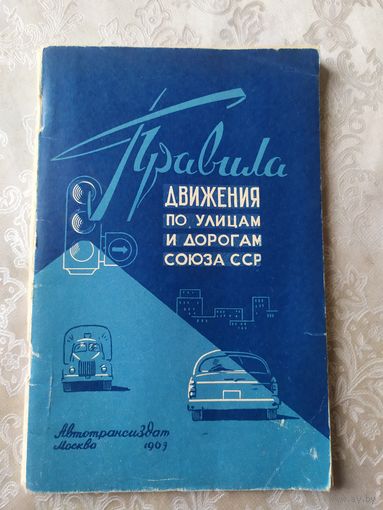 Правила
ДВИЖЕНИЯ
ПО УЛИЦАМ
И ДОРОГАМ
СОЮЗА ССР
Автотрансиздат
Москва 1963